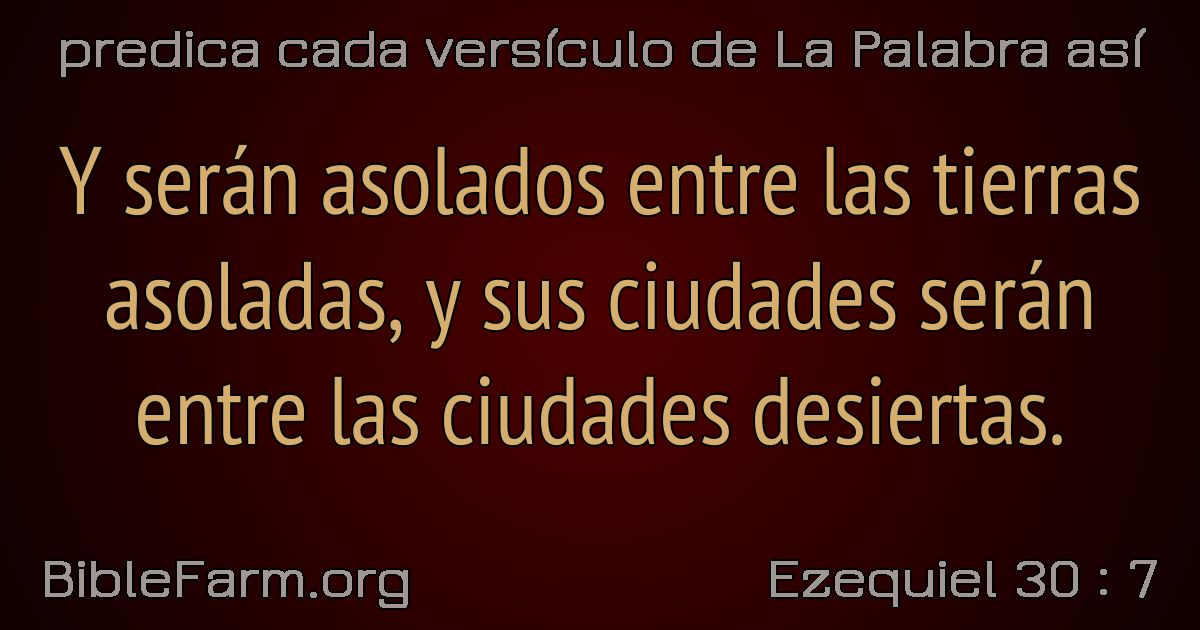 predica cada versículo de La Palabra así
Y serán asolados entre las tierras
asoladas, y sus ciudades serán
entre las ciudades desiertas.
BibleFarm.org
Ezequiel 30 : 7